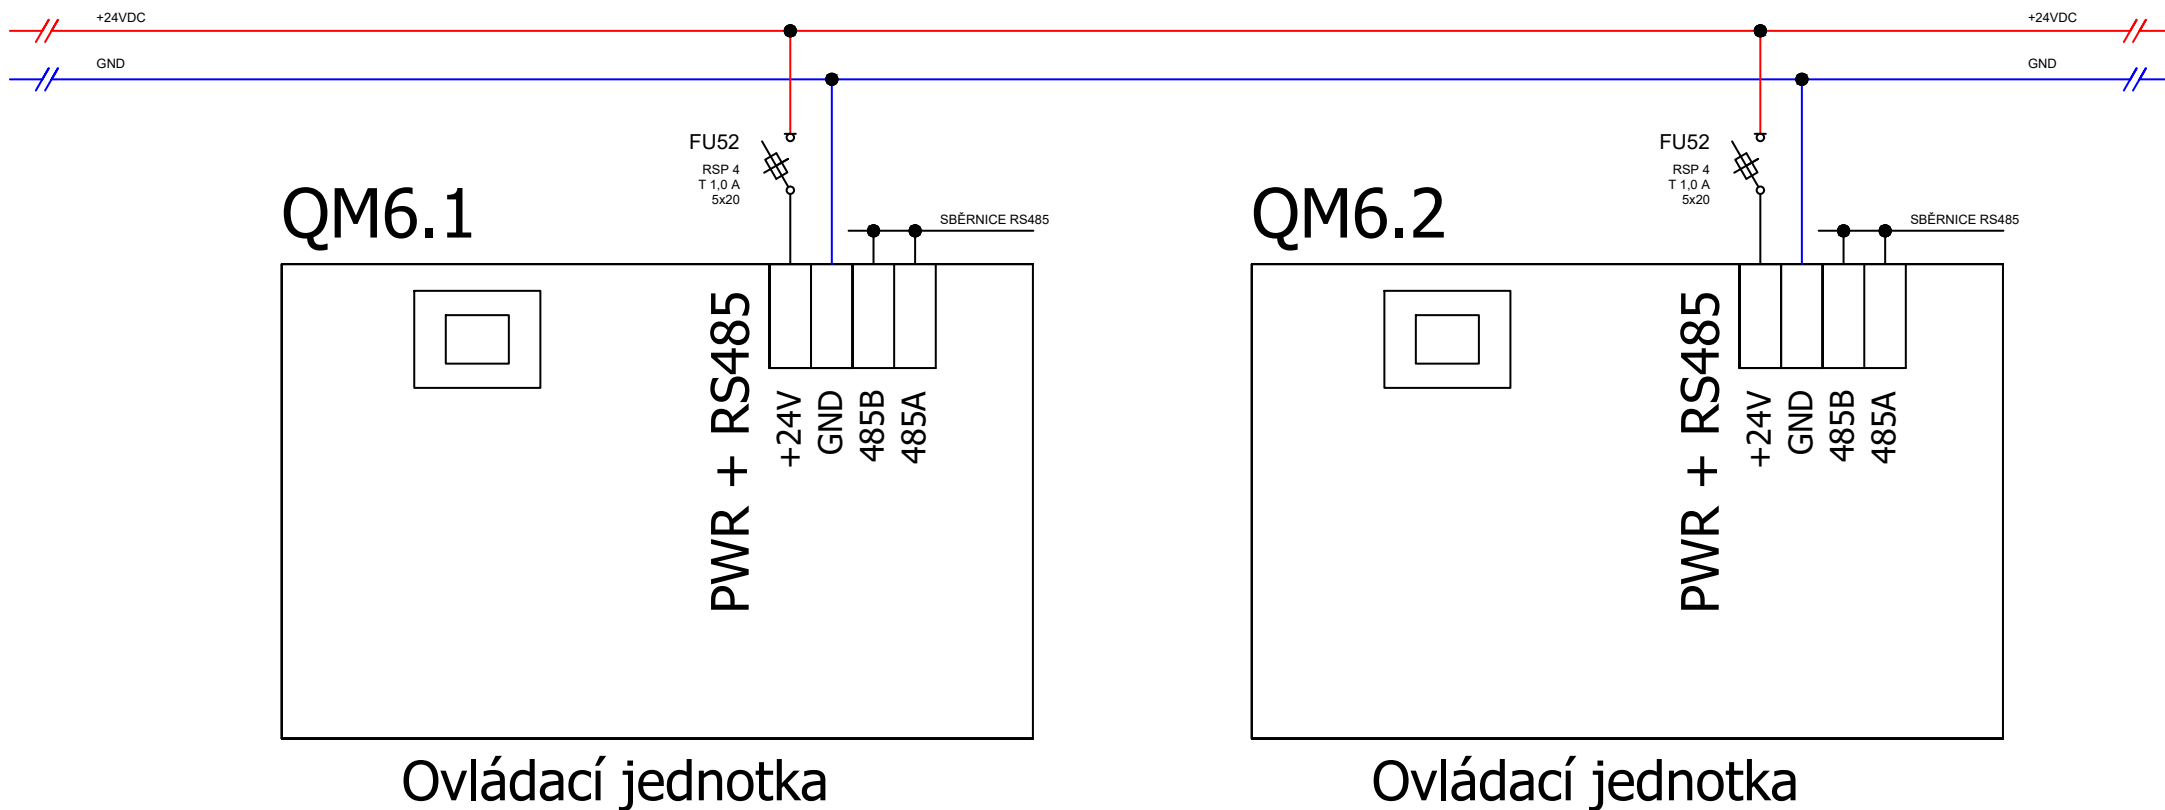 +24VDC
+24VDC
GND
GND
FU52
RSP 4
T 1,0 A
5x20
FU52
RSP 4
T 1,0 A
5x20
QM6.1
SBĚRNICE RS485
QM6.2
SBĚRNICE RS485
PWR + RS485
+24V
GND
485B
485A
PWR + RS485
+24V
GND
485B
485A
Ovládací jednotka
Ovládací jednotka